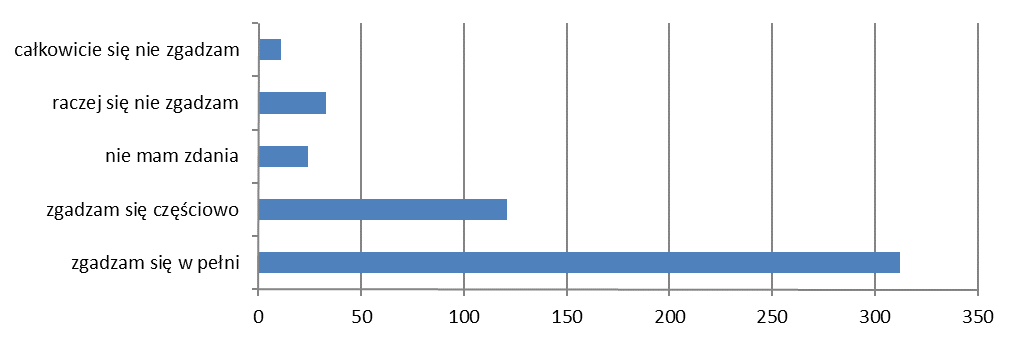 całkowicie się nie zgadzam
raczej się nie zgadzam
nie mam zdania
zgadzam się częściowo
zgadzam się w pełni
0 50 100 150 200 250 300 350